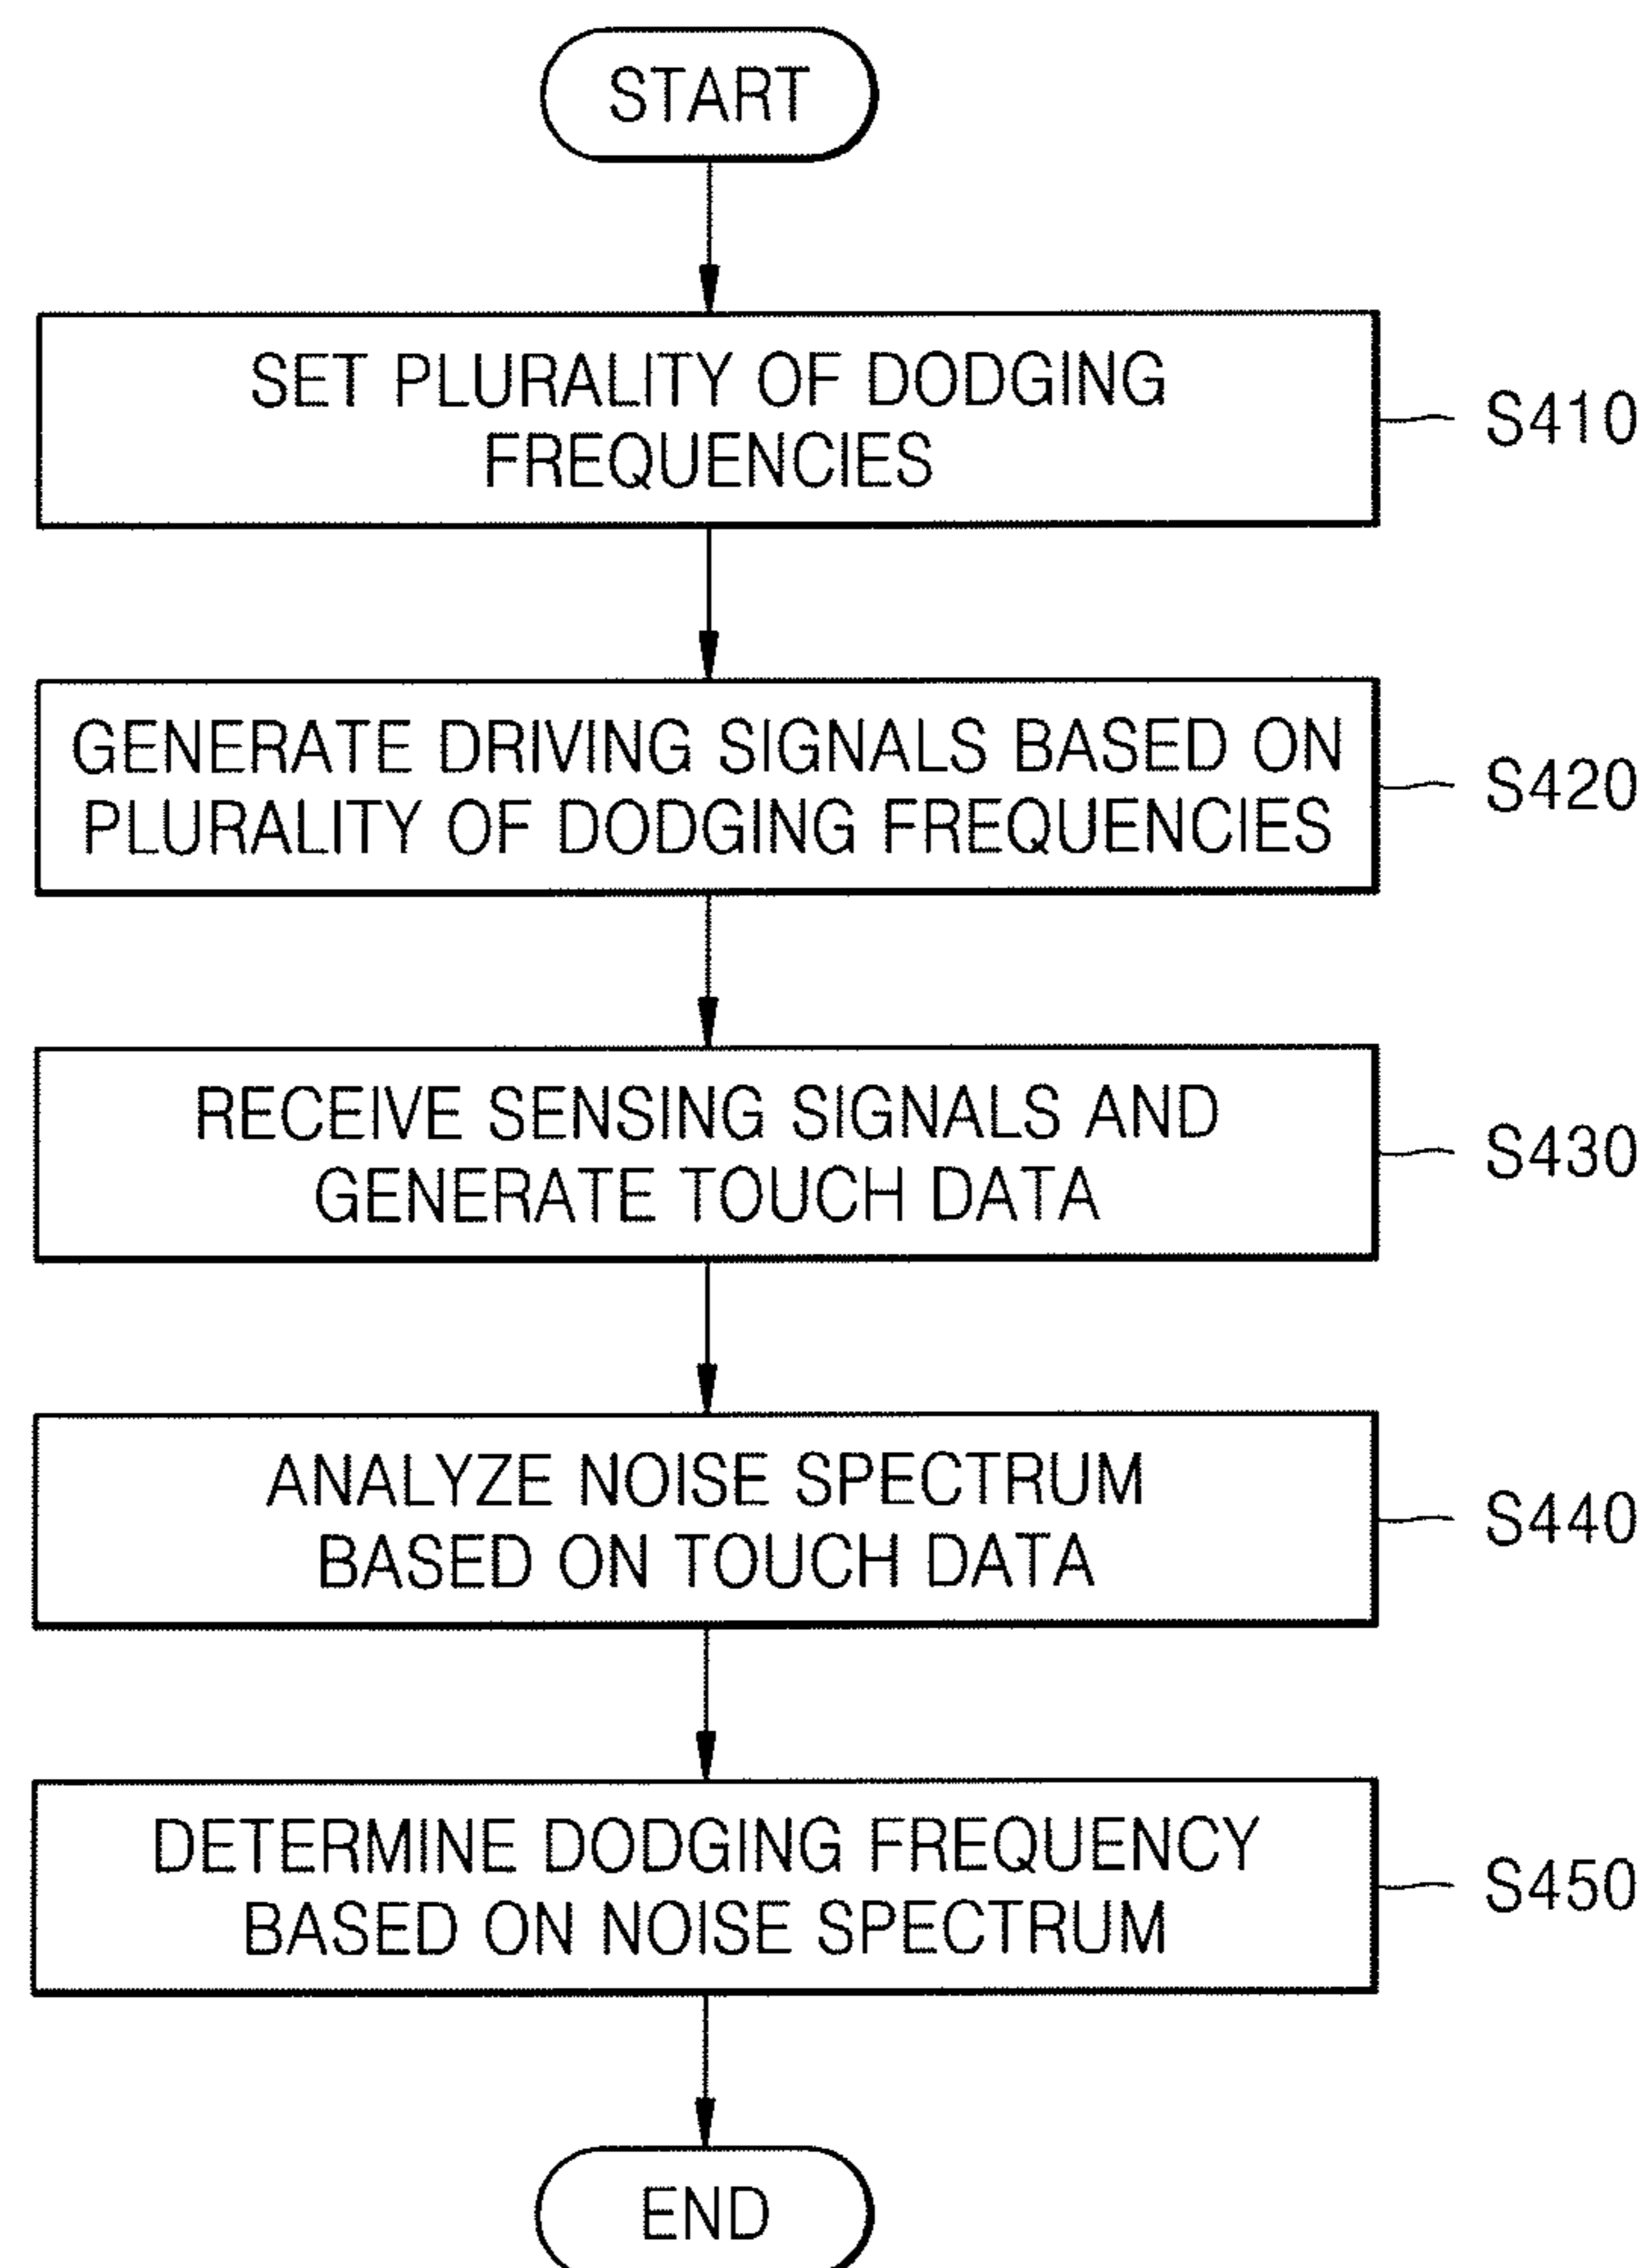 START
SET PLURALITY OF DODGING
FREQUENCIES
S410
GENERATE DRIVING SIGNALS BASED ON
PLURALITY OF DODGING FREQUENCIES
S420
RECEIVE SENSING SIGNALS AND
GENERATE TOUCH DATA
S430
ANALYZE NOISE SPECTRUM
BASED ON TOUCH DATA
S440
DETERMINE DODGING FREQUENCY
BASED ON NOISE SPECTRUM
S450
END